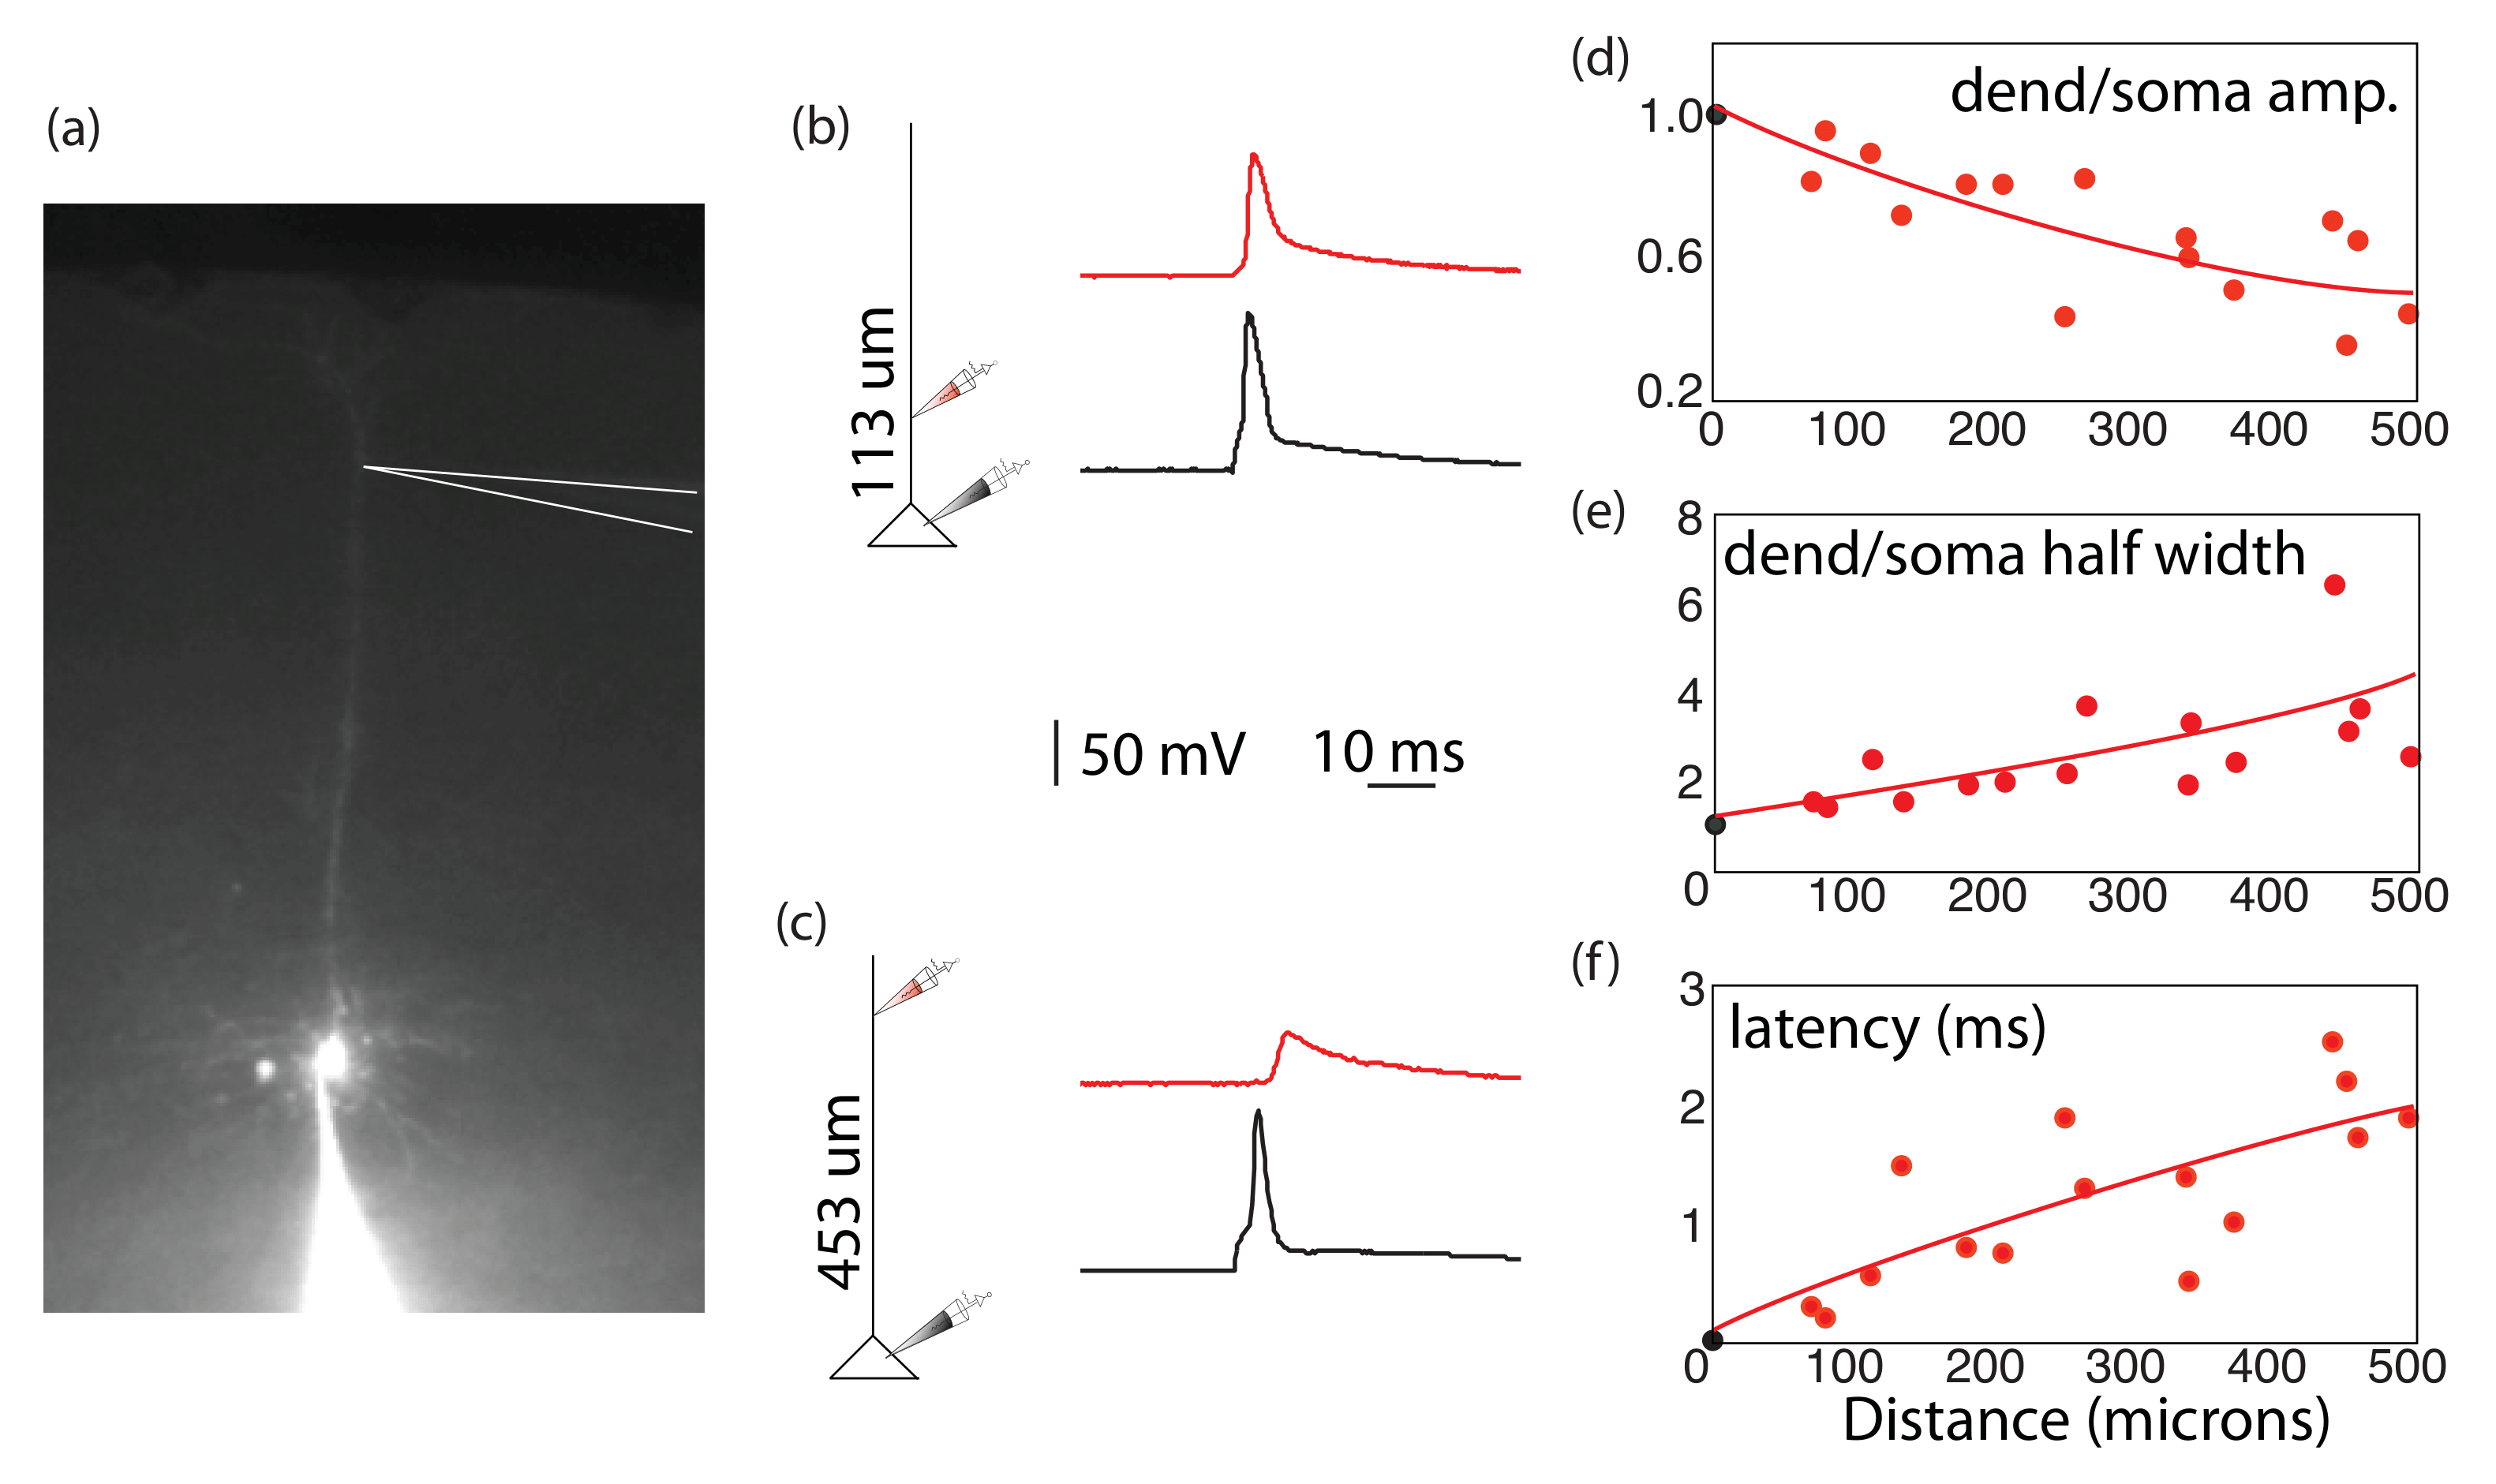 (a)
(b)
113 um
50 mV
10 ms
(c)
453 um
(d)
dend/soma amp.
1.0
0.6
0.2
0 100 200 300 400 500
(e)
dend/soma half width
8
6
4
2
0 100 200 300 400 500
(f)
latency (ms)
3
2
1
0 100 200 300 400 500
Distance (microns)